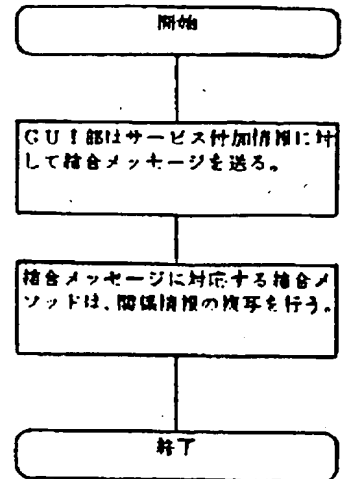 開始
GUI部はサービス付加情報に対
して結合メッセージを送る。
結合メッセージに対応する結合メ
ソッドは、関係情報の複写を行う。
終了